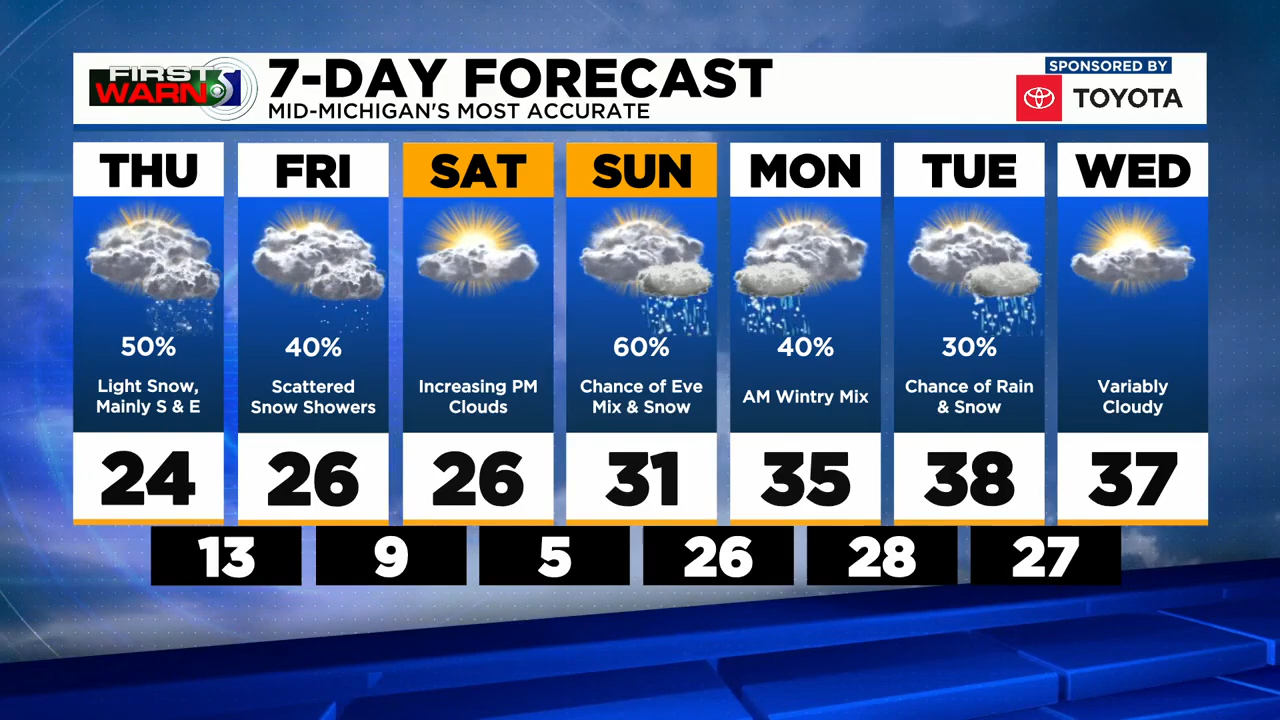 FIRST
WARN 5
7-DAY FORECAST
MID-MICHIGAN'S MOST ACCURATE
SPONSORED BY
TOYOTA
THU
FRI
SAT
SUN
MON
TUE
WED
50%
40%
60%
40%
30%
Light Snow,
Mainly S & E
Scattered
Snow Showers
Increasing PM
Clouds
Chance of Eve
Mix & Snow
AM Wintry Mix
Chance of Rain
& Snow
Variably
Cloudy
24
26
26
31
35
38
37
13
9
5
26
28
27